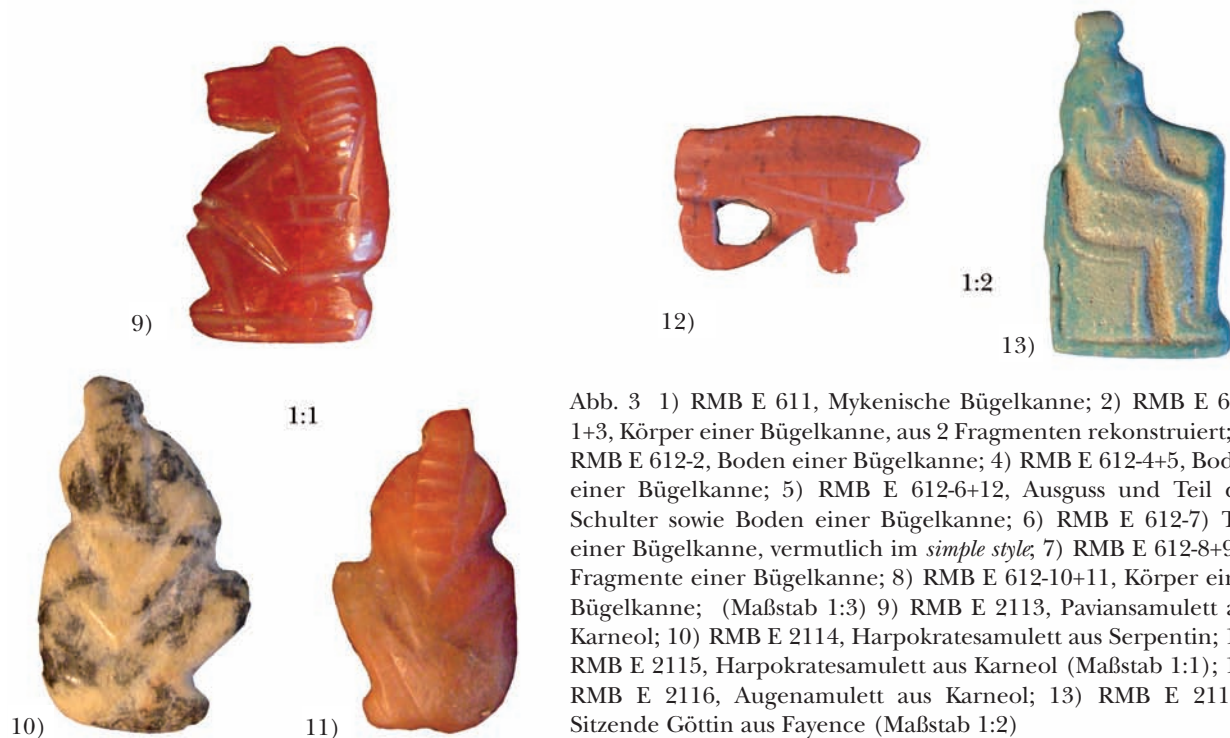 9)
12)
1:2
13)
1:1
10)
11)
Abb. 3 1) RMB E 611, Mykenische Bügelkanne; 2) RMB E 6
1+3, Körper einer Bügelkanne, aus 2 Fragmenten rekonstruiert;
RMB E 612-2, Boden einer Bügelkanne; 4) RMB E 612-4+5, Bod
einer Bügelkanne; 5) RMB E 612-6+12, Ausguss und Teil d
Schulter sowie Boden einer Bügelkanne; 6) RMB E 612-7) T
einer Bügelkanne, vermutlich im simple style; 7) RMB E 612-8+9
Fragmente einer Bügelkanne; 8) RMB E 612-10+11, Körper ein
Bügelkanne; (Maßstab 1:3) 9) RMB E 2113, Paviansamulett a
Karneol; 10) RMB E 2114, Harpokratesamulett aus Serpentin; 1
RMB E 2115, Harpokratesamulett aus Karneol (Maßstab 1:1); 1
RMB E 2116, Augenamulett aus Karneol; 13) RMB E 211
Sitzende Göttin aus Fayence (Maßstab 1:2)